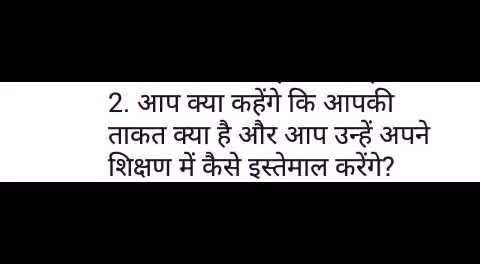 2. आप क्या कहेंगे कि आपकी
ताकत क्या है और आप उन्हें अपने
शिक्षण में कैसे इस्तेमाल करेंगे?